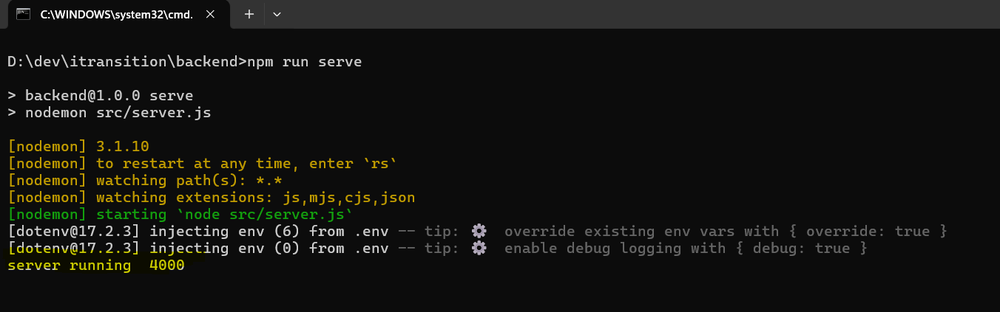 C:\WINDOWS\system32\cmd.
D:\dev\itransition\backend>npm run serve
> backend@1.0.0 serve
> nodemon src/server.js
[nodemon] 3.1.10
[nodemon] to restart at any time, enter `rs`
[nodemon] watching path(s): *.*
[nodemon] watching extensions: js,mjs,cjs,json
[nodemon] starting `node src/server.js`
[dotenv@17.2.3] injecting env (6) from .env -- tip: ⚙️ override existing env vars with { override: true }
[dotenv@17.2.3] injecting env (0) from .env -- tip: ⚙️ enable debug logging with { debug: true }
server running  4000